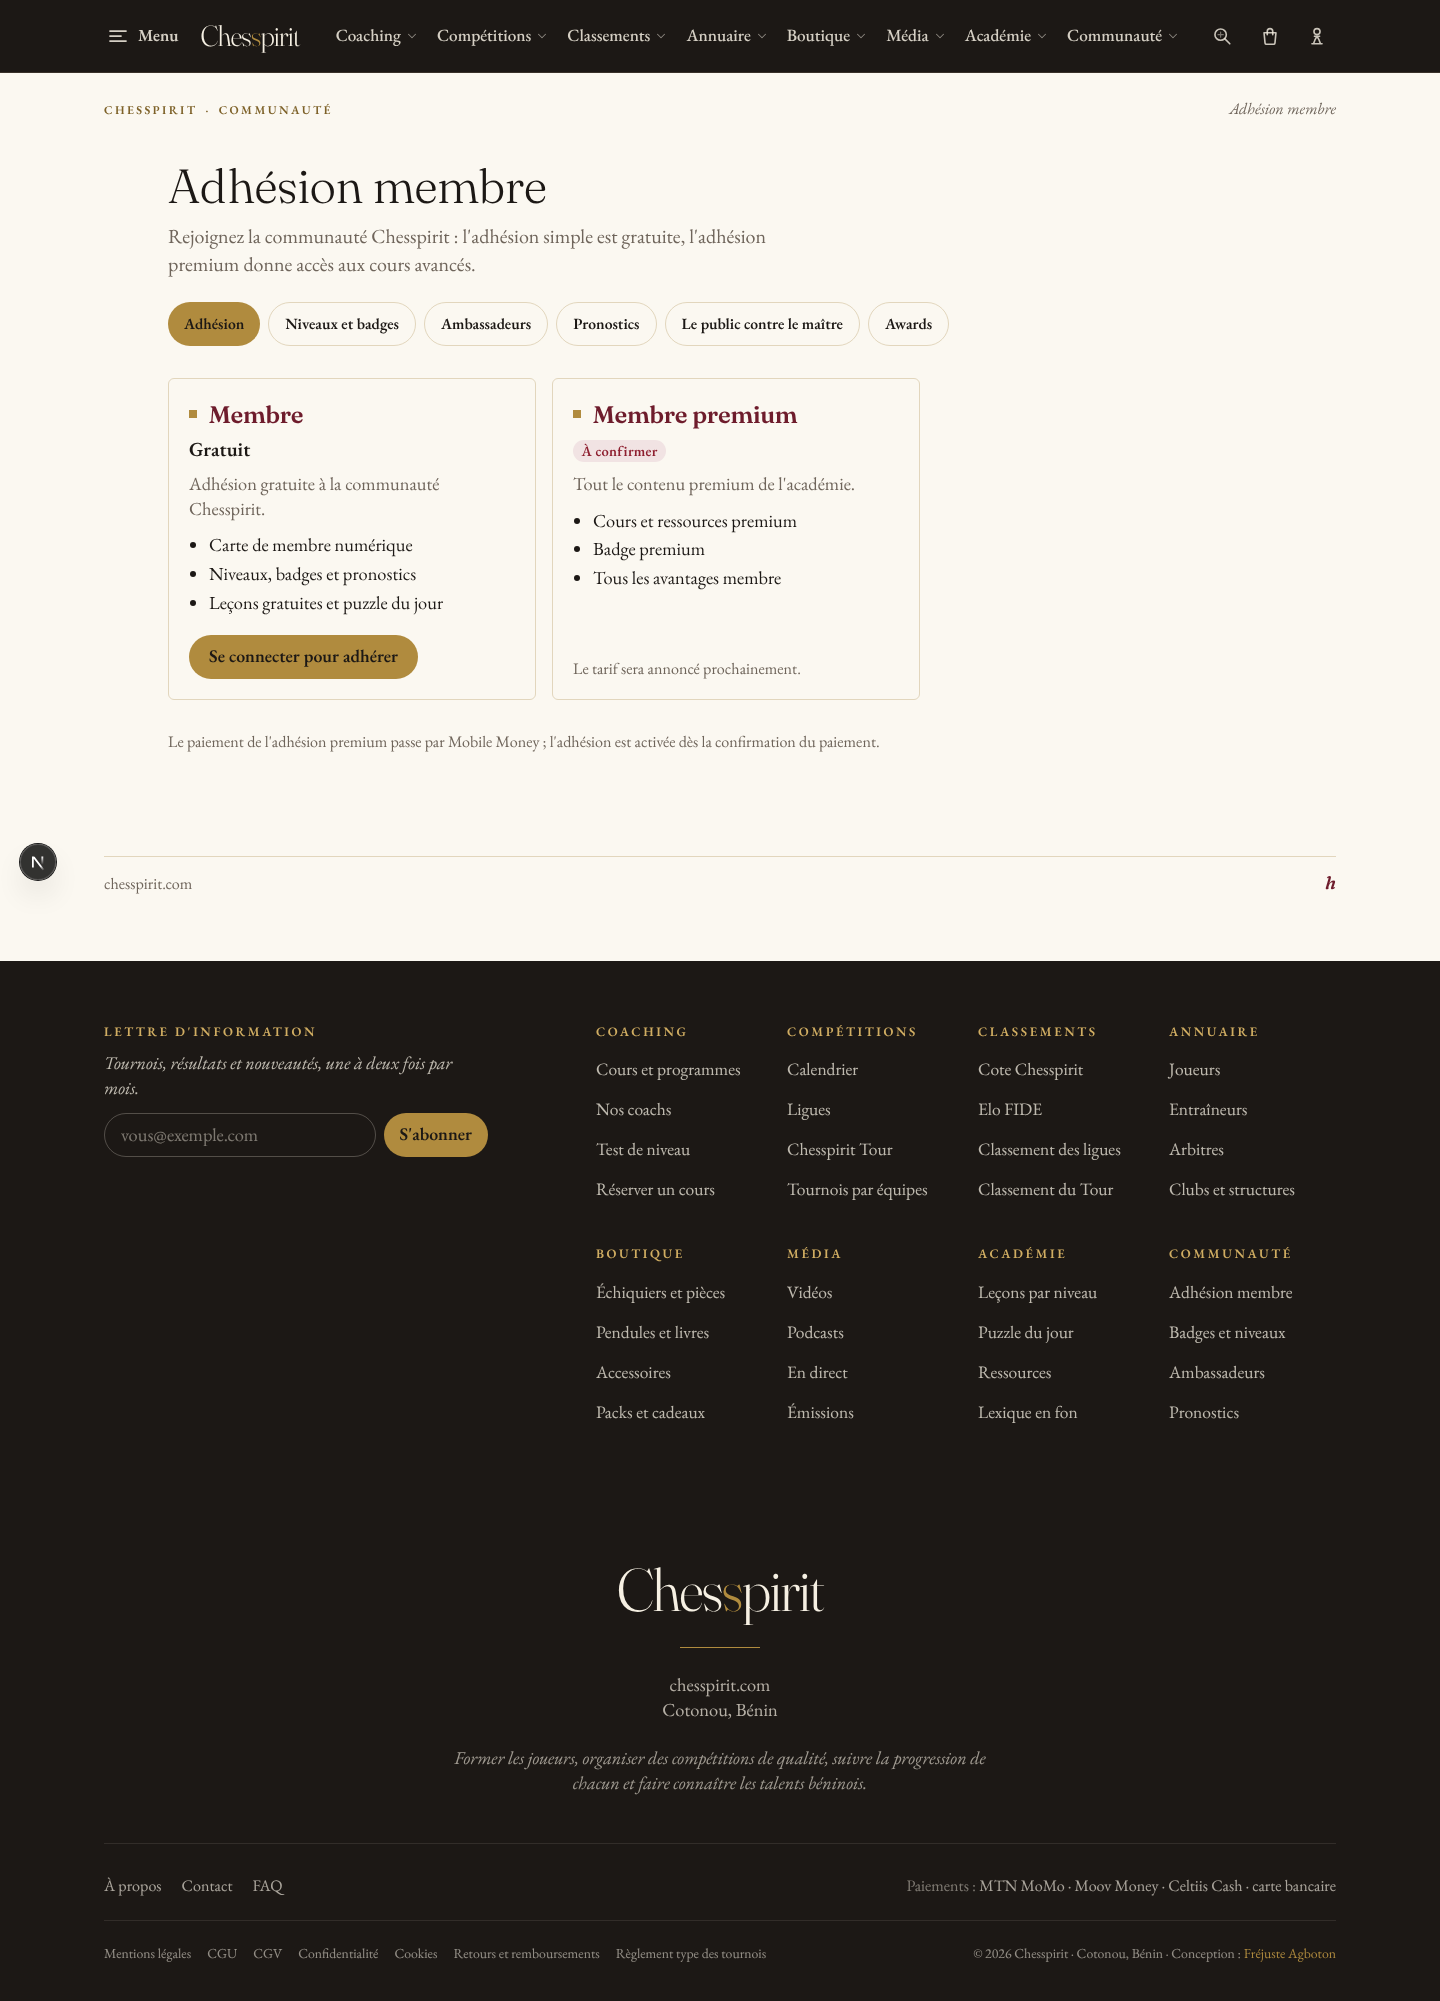 Menu
Chesspirit
Coaching
Compétitions
Classements
Annuaire
Boutique
Média
Académie
Communauté
CHESSPIRIT · COMMUNAUTÉ
Adhésion membre
Adhésion membre
Rejoignez la communauté Chesspirit : l'adhésion simple est gratuite, l'adhésion
premium donne accès aux cours avancés.
Adhésion
Niveaux et badges
Ambassadeurs
Pronostics
Le public contre le maître
Awards
Membre
Gratuit
Adhésion gratuite à la communauté
Chesspirit.
Carte de membre numérique
Niveaux, badges et pronostics
Leçons gratuites et puzzle du jour
Se connecter pour adhérer
Membre premium
À confirmer
Tout le contenu premium de l'académie.
Cours et ressources premium
Badge premium
Tous les avantages membre
Le tarif sera annoncé prochainement.
Le paiement de l'adhésion premium passe par Mobile Money ; l'adhésion est activée dès la confirmation du paiement.
N
chesspirit.com
h
LETTRE D'INFORMATION
Tournois, résultats et nouveautés, une à deux fois par
mois.
vous@exemple.com
S'abonner
COACHING
Cours et programmes
Nos coachs
Test de niveau
Réserver un cours
COMPÉTITIONS
Calendrier
Ligues
Chesspirit Tour
Tournois par équipes
CLASSEMENTS
Cote Chesspirit
Elo FIDE
Classement des ligues
Classement du Tour
ANNUAIRE
Joueurs
Entraîneurs
Arbitres
Clubs et structures
BOUTIQUE
Échiquiers et pièces
Pendules et livres
Accessoires
Packs et cadeaux
MÉDIA
Vidéos
Podcasts
En direct
Émissions
ACADÉMIE
Leçons par niveau
Puzzle du jour
Ressources
Lexique en fon
COMMUNAUTÉ
Adhésion membre
Badges et niveaux
Ambassadeurs
Pronostics
Chesspirit
chesspirit.com
Cotonou, Bénin
Former les joueurs, organiser des compétitions de qualité, suivre la progression de
chacun et faire connaître les talents béninois.
À propos
Contact
FAQ
Paiements : MTN MoMo · Moov Money · Celtiis Cash · carte bancaire
Mentions légales
CGU
CGV
Confidentialité
Cookies
Retours et remboursements
Règlement type des tournois
© 2026 Chesspirit · Cotonou, Bénin · Conception : Fréjuste Agboton